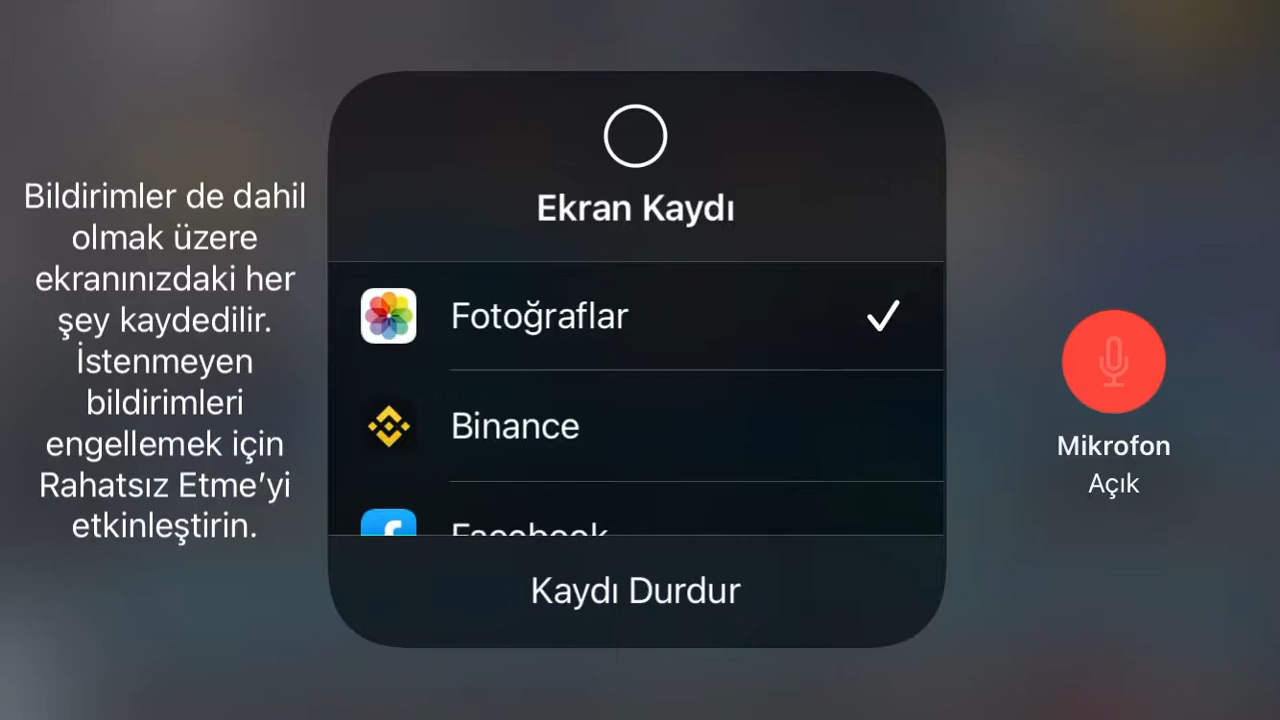 Bildirimler de dahil
olmak üzere
ekranınızdaki her
şey kaydedilir.
İstenmeyen
bildirimleri
engellemek için
Rahatsız Etme’yi
etkinleştirin.
Ekran Kaydı
Fotoğraflar
Binance
Facebook
Kaydı Durdur
Mikrofon
Açık